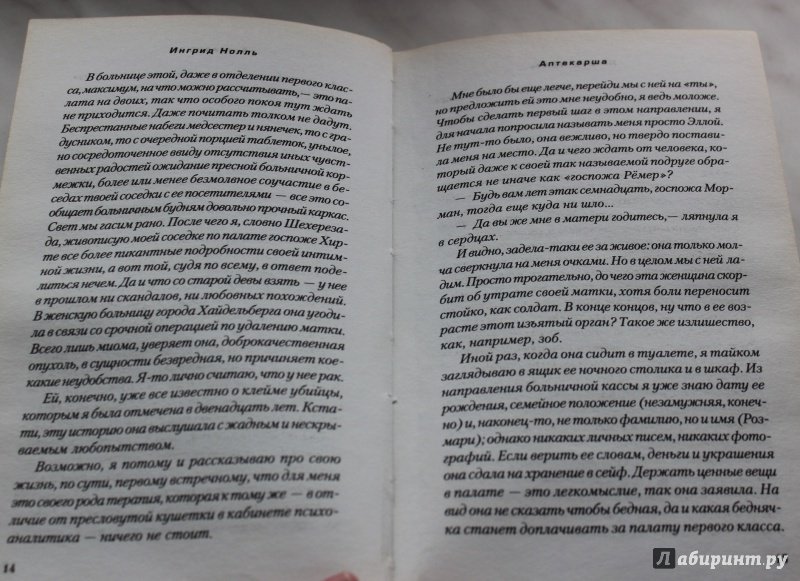 Ингрид Нолль
В больнице этой, даже в отделении первого клас-
са, максимум, на что можно рассчитывать,— это па-
лата на двоих, так что особого покоя тут ждать
не приходится. Даже почитать толком не дадут.
Беспрестанные набеги медсестер и нянечек, то с гра-
дусником, то с очередной порцией таблеток, унылое,
но сосредоточенное ввиду отсутствия иных чувст-
венных радостей ожидание пресной больничной кор-
межки, более или менее безмолвное соучастие в бе-
седах твоей соседки с ее посетителями — все это со-
общает больничным будням довольно прочный каркас.
Свет мы гасим рано. После чего я, словно Шехереза-
да, живописую моей соседке по палате госпоже Хир-
те все более пикантные подробности своей интим-
ной жизни, а вот той, судя по всему, в ответ поде-
литься нечем. Да и что со старой девы взять — у нее
в прошлом ни скандалов, ни любовных похождений.
В женскую больницу города Хайдельберга она угоди-
ла в связи со срочной операцией по удалению матки.
Всего лишь миома, уверяет она, доброкачественная
опухоль, в сущности безвредная, но причиняет кое-
какие неудобства. Я-то лично считаю, что у нее рак.
Ей, конечно, уже все известно о клейме убийцы,
которым я была отмечена в двенадцать лет. Кста-
ти, эту историю она выслушала с жадным и нескры-
ваемым любопытством.
Возможно, я потому и рассказываю про свою
жизнь, по сути, первому встречному, что для меня
это своего рода терапия, которая к тому же — в от-
личие от пресловутой кушетки в кабинете психо-
аналитика — ничего не стоит.
14
Аптекарша
Мне было бы еще легче, перейди мы с ней на «ты»,
но предложить ей это мне неудобно, я ведь моложе.
Чтобы сделать первый шаг в этом направлении, я
для начала попросила называть меня просто Эллой.
Не тут-то было, она вежливо, но твердо постави-
ла меня на место. Да и чего ждать от человека, ко-
торый даже к своей так называемой подруге обра-
щается не иначе как «госпожа Рёмер»?
— Будь вам лет этак семнадцать, госпожа Мор-
ман, тогда еще куда ни шло...
— Да вы же мне в матери годитесь,— ляпнула я
в сердцах.
И видно, задела-таки ее за живое: она только мол-
ча сверкнула на меня очками. Но в целом мы с ней ла-
дим. Просто трогательно, до чего эта женщина скор-
бит об утрате своей матки, хотя боли переносит
стойко, как солдат. В конце концов, ну что в ее воз-
расте этот изъятый орган? Такое же излишество,
как, например, зоб.
Иной раз, когда она сидит в туалете, я тайком
заглядываю в ящик ее ночного столика и в шкаф. Из
направления больничной кассы я уже знаю дату ее
рождения, семейное положение (незамужняя, конеч-
но) и, наконец-то, не только фамилию, но и имя (Роз-
мари); однако никаких личных писем, никаких фото-
графий. Если верить ее словам, деньги и украшения
она сдала на хранение в сейф. Держать ценные вещи
в палате — это легкомыслие, так она заявила. На
вид она не сказать чтобы бедная, да и какая бедняч-
ка станет доплачивать за палату первого класса.
Лабиринт.ру